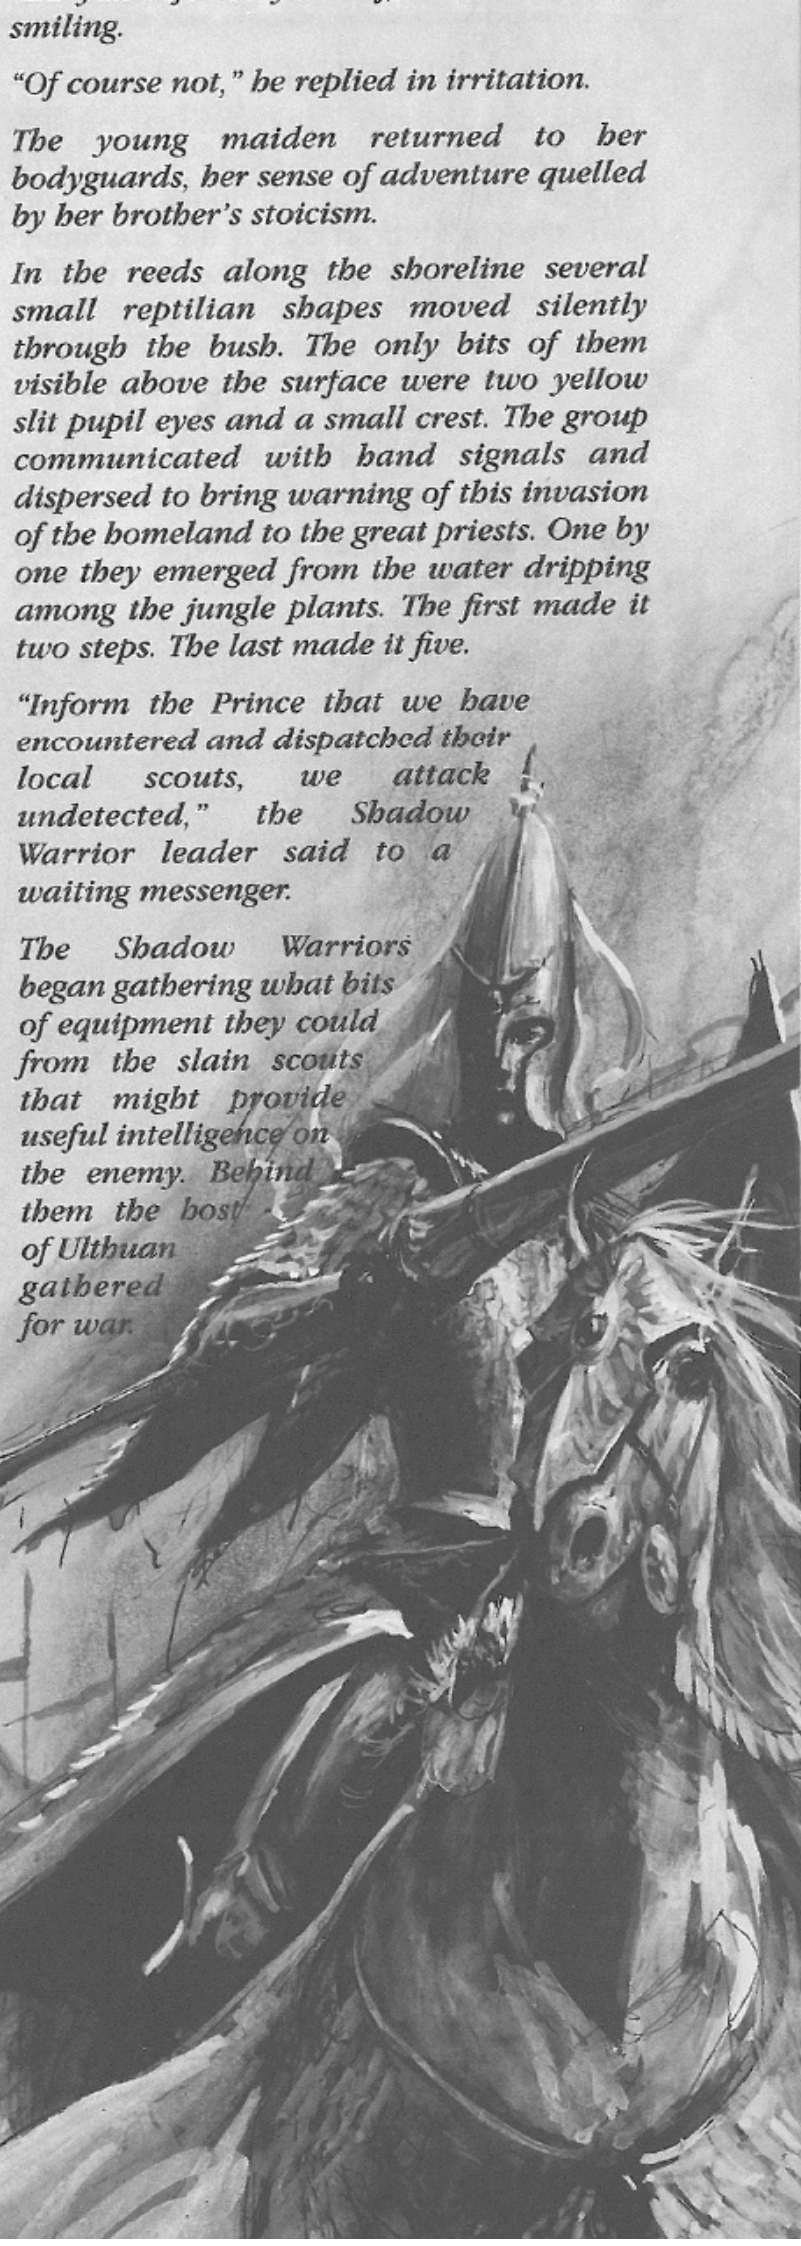 smiling.
“Of course not,” he replied in irritation.
The young maiden returned to her
bodyguards, her sense of adventure quelled
by her brother’s stoicism.
In the reeds along the shoreline several
small reptilian shapes moved silently
through the bush. The only bits of them
visible above the surface were two yellow
slit pupil eyes and a small crest. The group
communicated with hand signals and
dispersed to bring warning of this invasion
of the homeland to the great priests. One by
one they emerged from the water dripping
among the jungle plants. The first made it
two steps. The last made it five.
“Inform the Prince that we have
encountered and dispatched their
local scouts, we attack
undetected,” the Shadow
Warrior leader said to a
waiting messenger.
The Shadow Warriors
began gathering what bits
of equipment they could
from the slain scouts
that might provide
useful intelligence on
the enemy. Behind
them the host
of Ulthuan
gathered
for war.